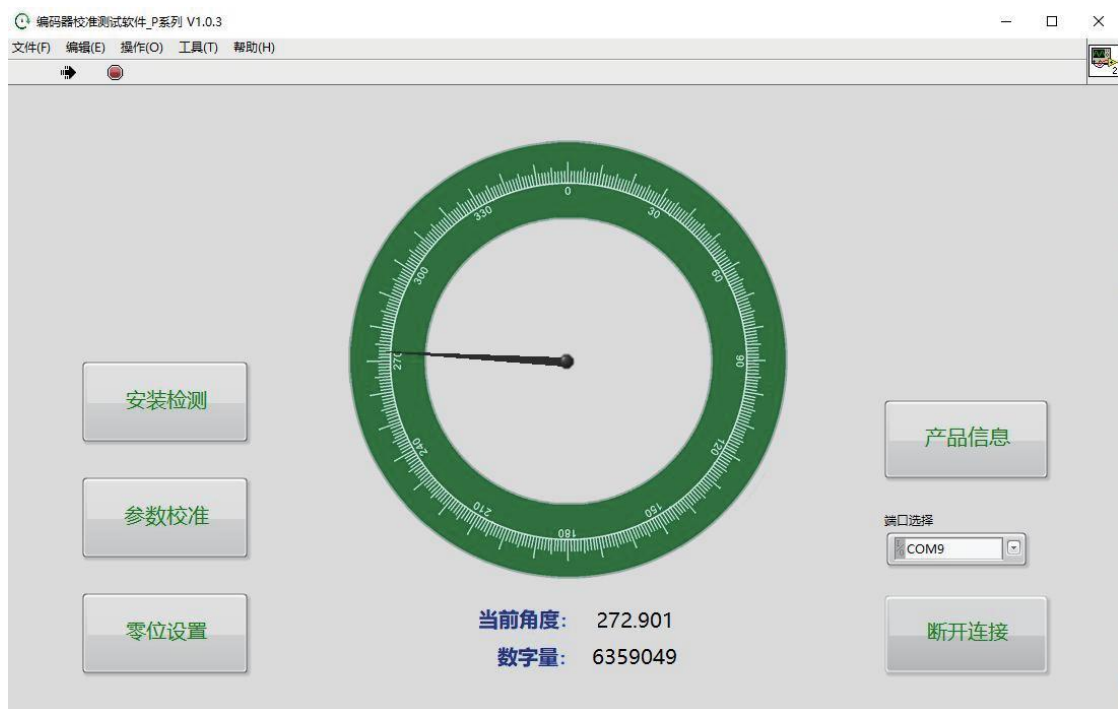 编码器校准测试软件_P系列 V1.0.3
文件(F) 编辑(E) 操作(O) 工具(T) 帮助(H)
2
0
30
60
90
120
150
180
210
240
270
300
330
安装检测
参数校准
零位设置
当前角度： 272.901
数字量： 6359049
产品信息
端口选择
COM9
断开连接